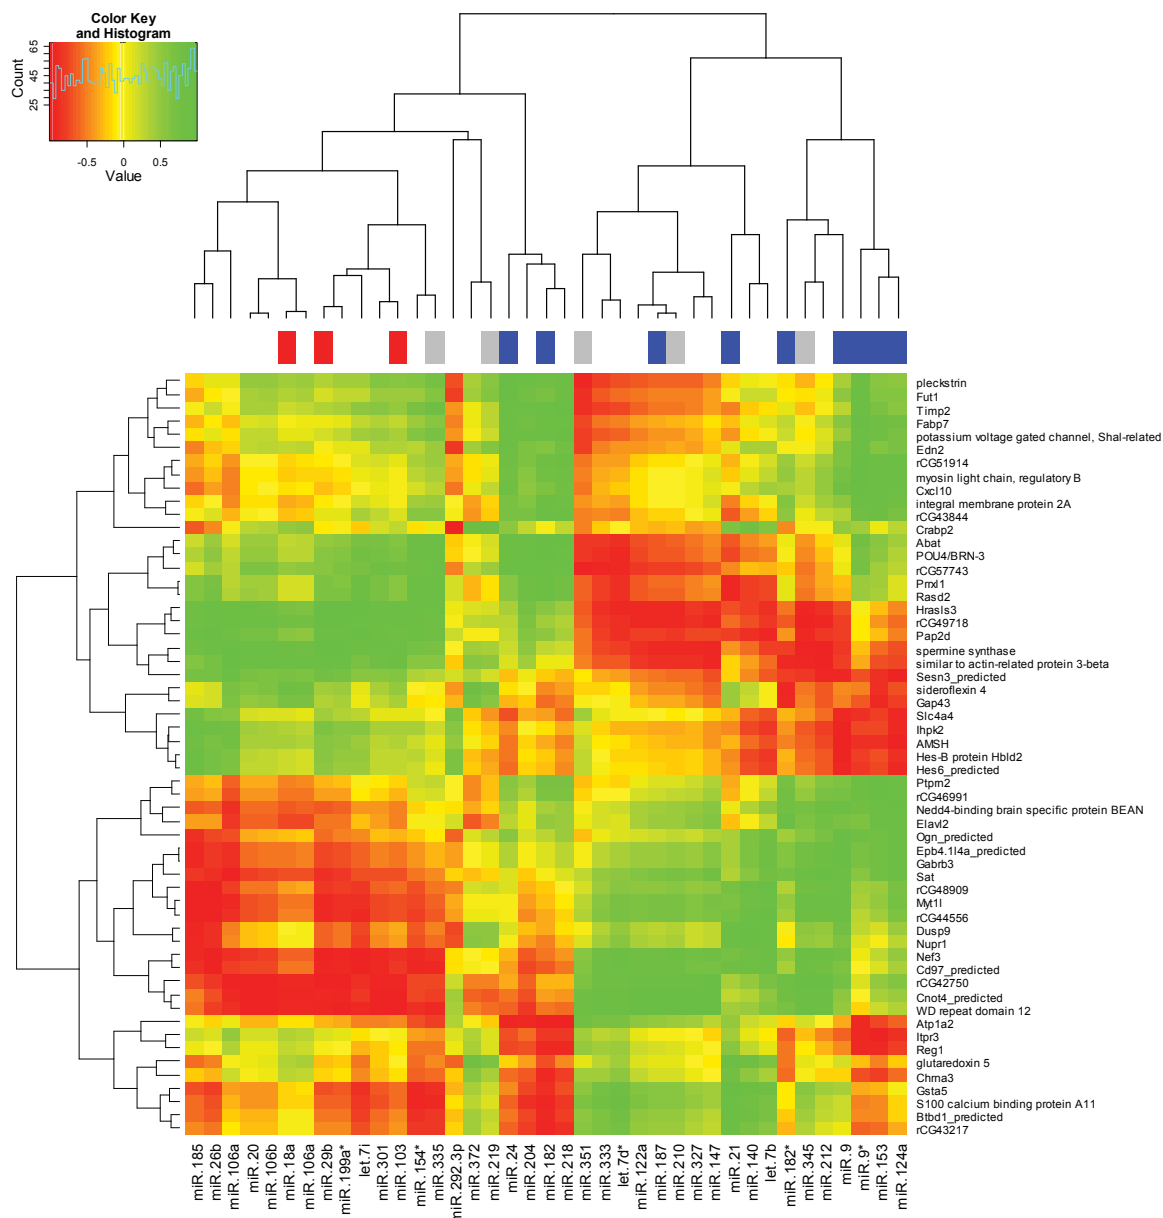 Color Key
and Histogram
Count
25
45
65
-0.5 0 0.5
Value
pleckstrin
Fut1
Timp2
Fabp7
potassium voltage gated channel, Shal-related
Edn2
rCG51914
myosin light chain, regulatory B
Cxcl10
integral membrane protein 2A
rCG43844
Crabp2
Abat
POU4/BRN-3
rCG57743
Prrxl1
Rasd2
Hrasls3
rCG49718
Pap2d
spermine synthase
similar to actin-related protein 3-beta
Sesn3_predicted
sideroflexin 4
Gap43
Slc4a4
Ihpk2
AMSH
Hes-B protein Hbld2
Hes6_predicted
Ptpm2
rCG46991
Nedd4-binding brain specific protein BEAN
Elavl2
Ogn_predicted
Epb4.1l4a_predicted
Gabrb3
Sat
rCG48909
Myt1l
rCG44556
Dusp9
Nupr1
Nef3
Cd97_predicted
rCG42750
Cnot4_predicted
WD repeat domain 12
Atp1a2
Itpr3
Reg1
glutaredoxin 5
Chrna3
Gsta5
S100 calcium binding protein A11
Btbd1_predicted
rCG43217
miR.185
miR.26b
miR.106a
miR.20
miR.106b
miR.18a
miR.106a
miR.29b
miR.199a*
let.7i
miR.301
miR.103
miR.154*
miR.335
miR.292.3p
miR.372
miR.219
miR.24
miR.204
miR.182
miR.218
miR.351
miR.333
let.7d*
miR.122a
miR.187
miR.210
miR.327
miR.147
miR.21
miR.140
let.7b
miR.182*
miR.345
miR.212
miR.9
miR.9*
miR.153
miR.124a